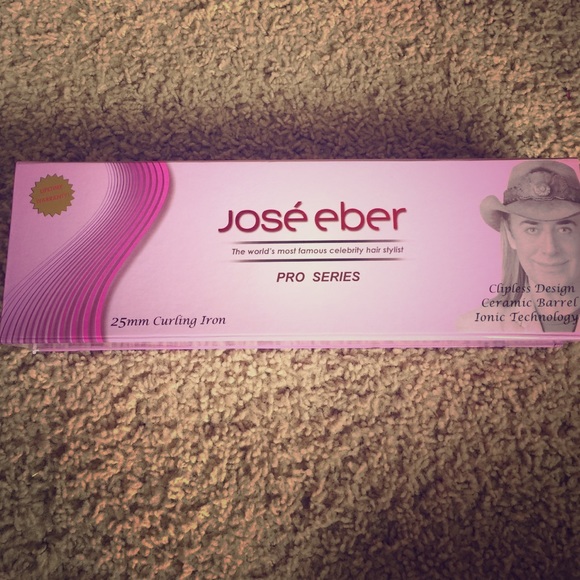 José eber
The world's most famous celebrity hair stylist
PRO SERIES
25mm Curling Iron
Clipless Design
Ceramic Barrel
Ionic Technology